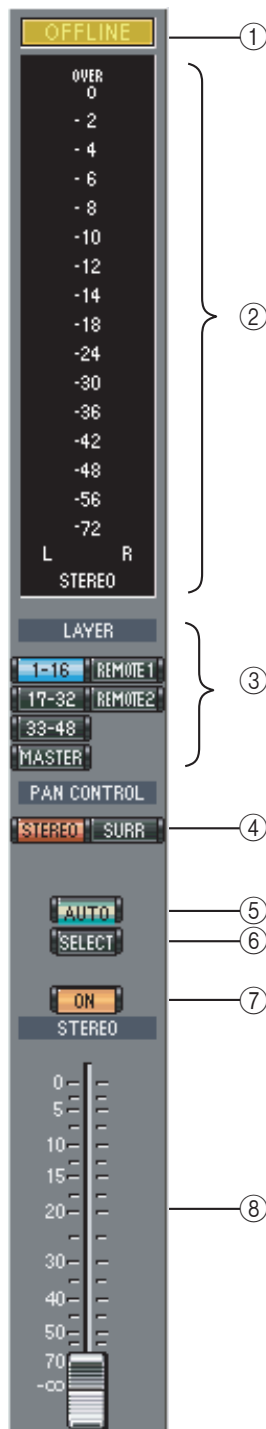 OFFLINE ①
OVER
0
- 2
- 4
- 6
- 8
-10
-12
-14
-18
-24
-30
-36
-42
-48
-56
-72
L R
STEREO
②
LAYER
1-16 REMOTE1
17-32 REMOTE2
33-48
MASTER
③
PAN CONTROL
STEREO SURR ④
AUTO ⑤
SELECT ⑥
ON ⑦
STEREO
0
5
10
15
20
30
40
50
70
-∞
⑧